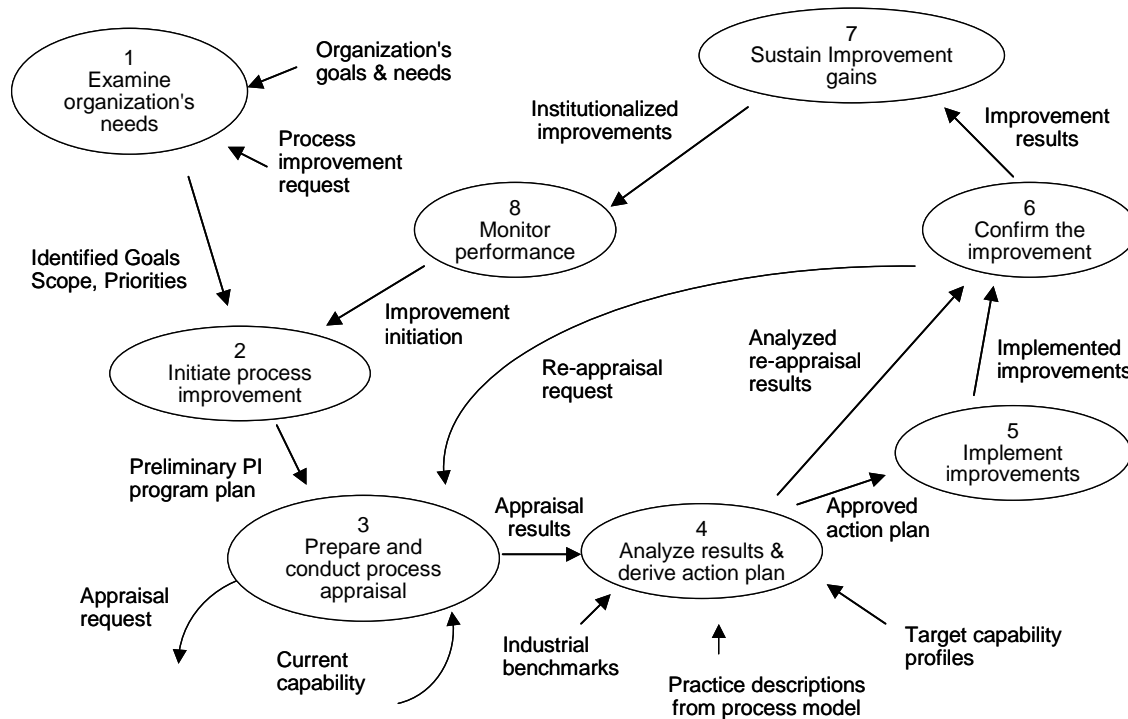 1
Examine
organization's
needs
Organization's
goals & needs
Process
improvement
request
7
Sustain Improvement
gains
Institutionalized
improvements
Improvement
results
8
Monitor
performance
6
Confirm the
improvement
Identified Goals
Scope, Priorities
Improvement
initiation
2
Initiate process
improvement
Re-appraisal
request
Analyzed
re-appraisal
results
Implemented
improvements
5
Implement
improvements
Preliminary PI
program plan
3
Prepare and
conduct process
appraisal
Appraisal
results
4
Analyze results &
derive action plan
Approved
action plan
Appraisal
request
Current
capability
Industrial
benchmarks
Practice descriptions
from process model
Target capability
profiles